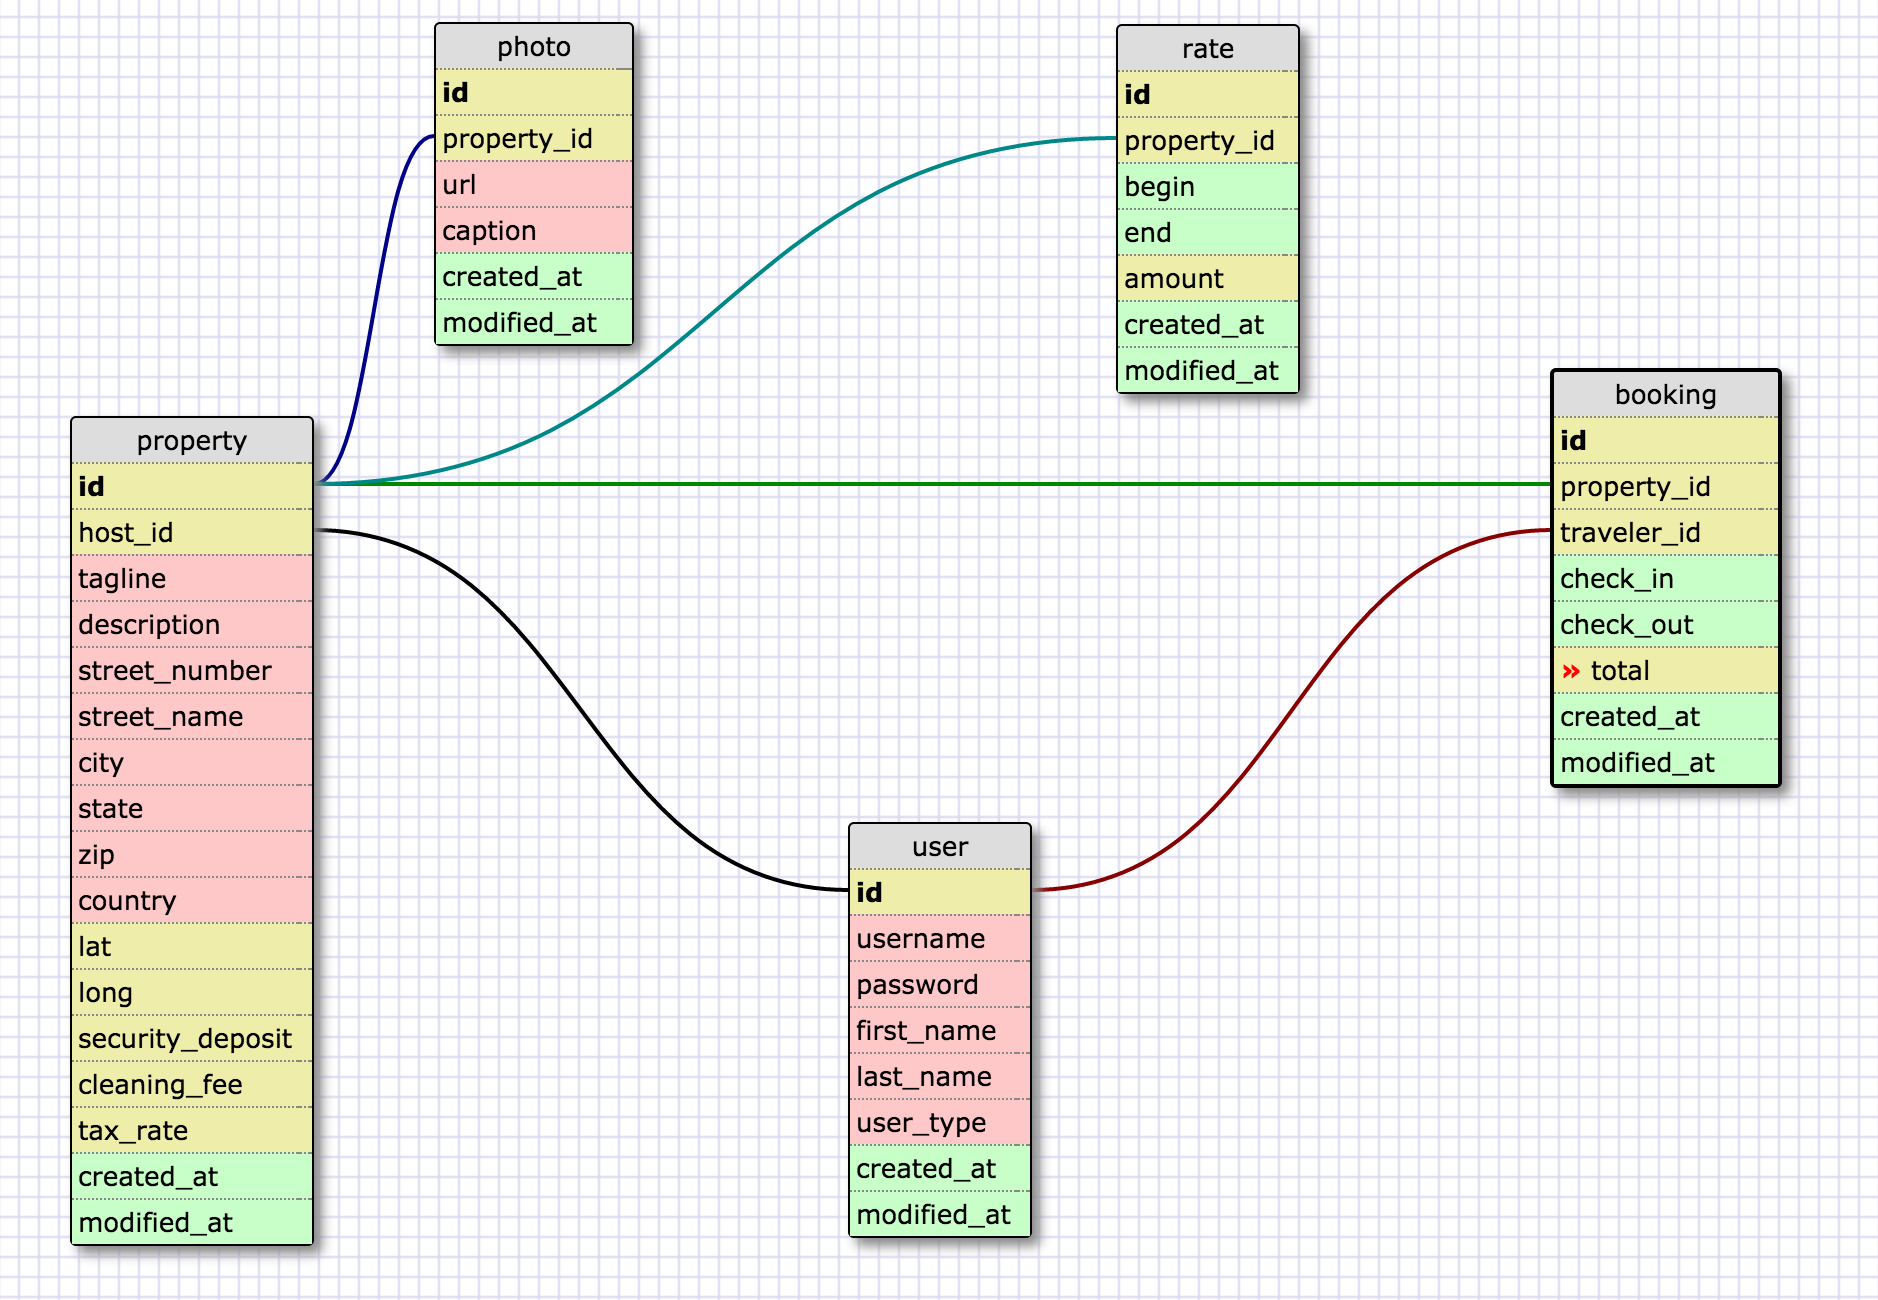 photo
id
property_id
url
caption
created_at
modified_at
rate
id
property_id
begin
end
amount
created_at
modified_at
property
id
host_id
tagline
description
street_number
street_name
city
state
zip
country
lat
long
security_deposit
cleaning_fee
tax_rate
created_at
modified_at
booking
id
property_id
traveler_id
check_in
check_out
» total
created_at
modified_at
user
id
username
password
first_name
last_name
user_type
created_at
modified_at